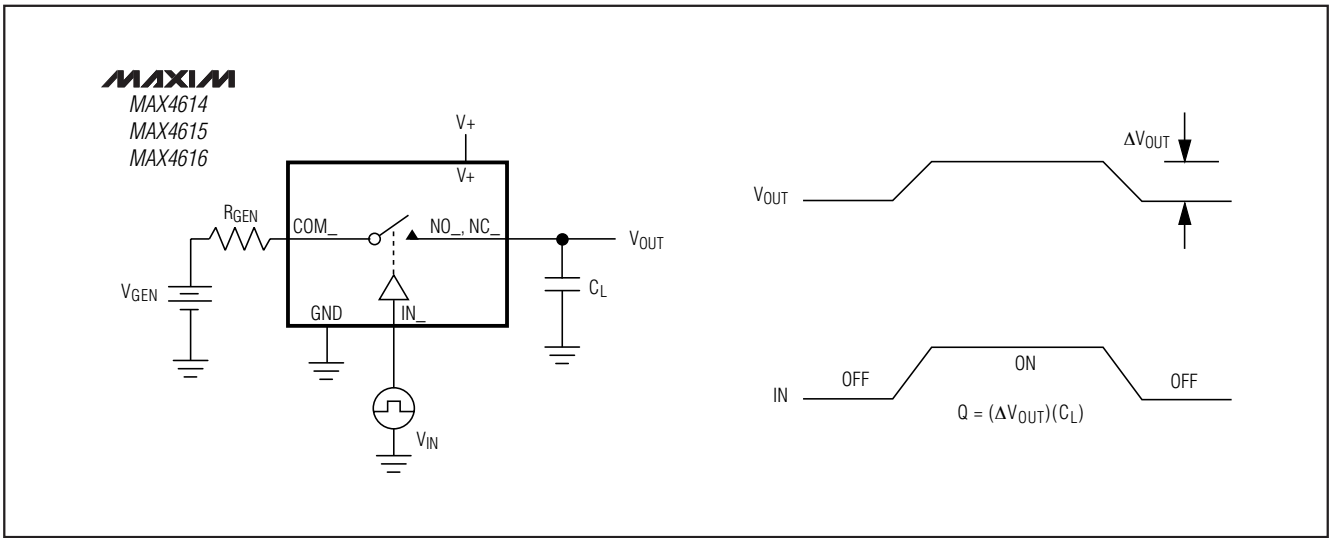 MAXIM
MAX4614
MAX4615
MAX4616
V+
V+
RGEN
COM_
NO_, NC_
VOUT
VGEN
CL
GND
IN_
VIN
ΔVOUT
VOUT
IN
OFF
ON
OFF
Q = (ΔVOUT)(CL)